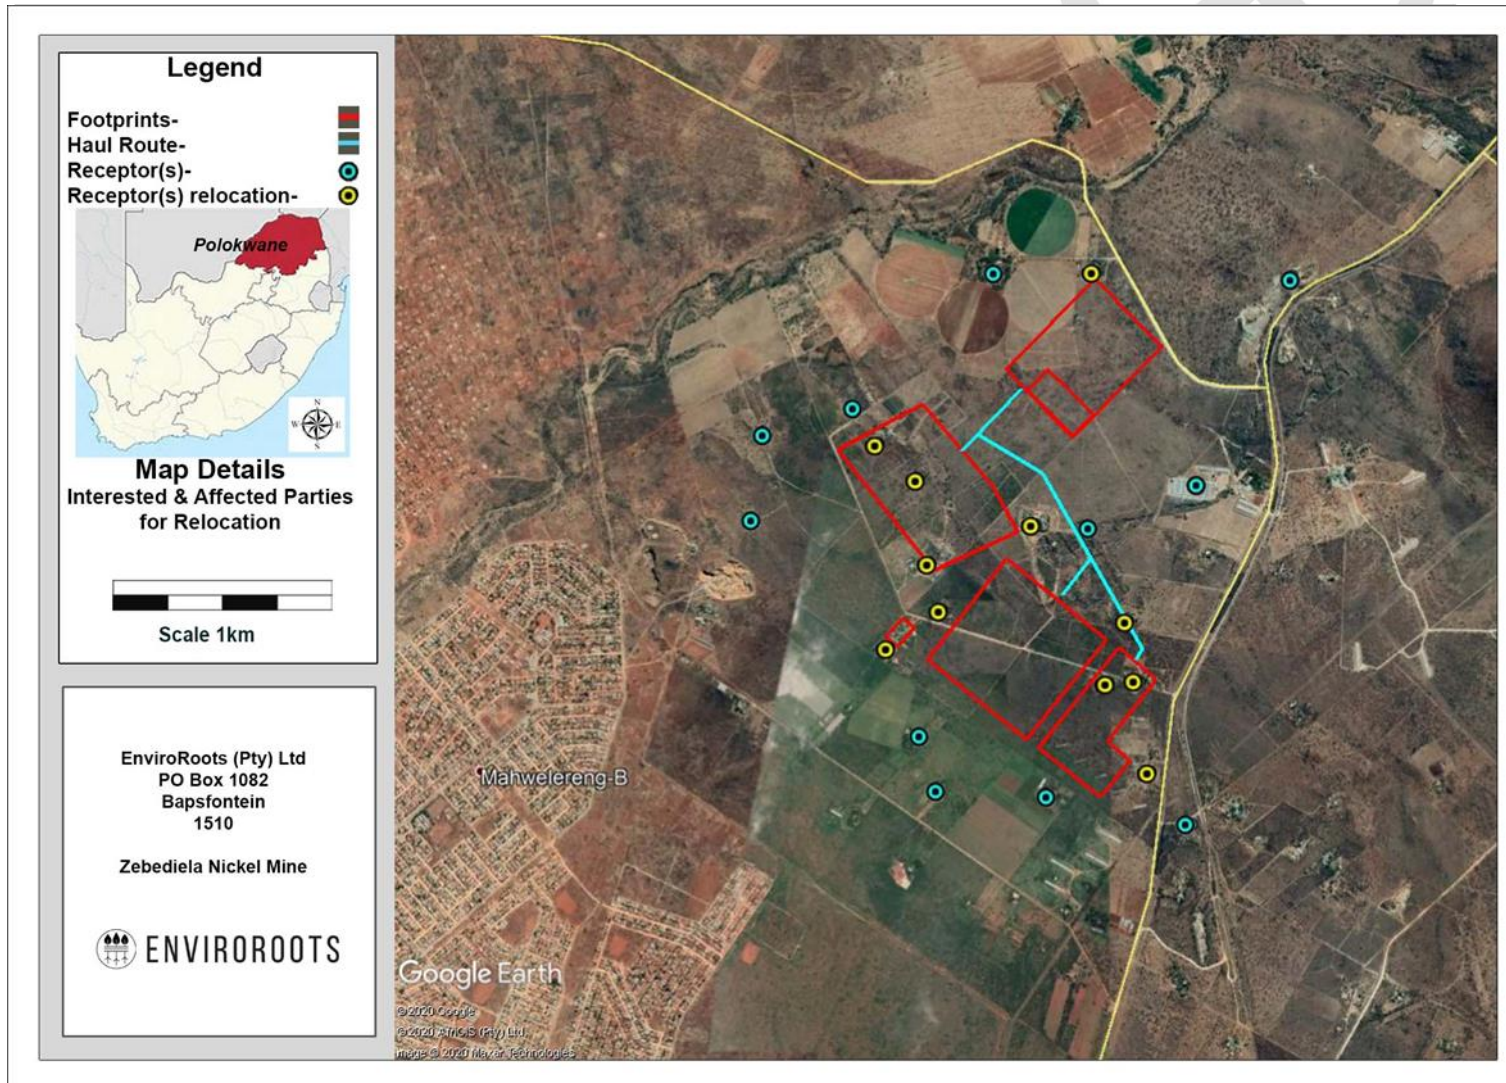 Legend
Footprints-
Haul Route-
Receptor(s)-
Receptor(s) relocation-
Polokwane
N
W
E
S
Map Details
Interested & Affected Parties
for Relocation
Scale 1km
EnviroRoots (Pty) Ltd
PO Box 1082
Bapsfontein
1510
Zebediela Nickel Mine
ENVIROROOTS
Mahwelereng-B
Google Earth
© 2020 Google
© 2020 AfriGIS (Pty) Ltd.
Image © 2020 Maxar Technologies